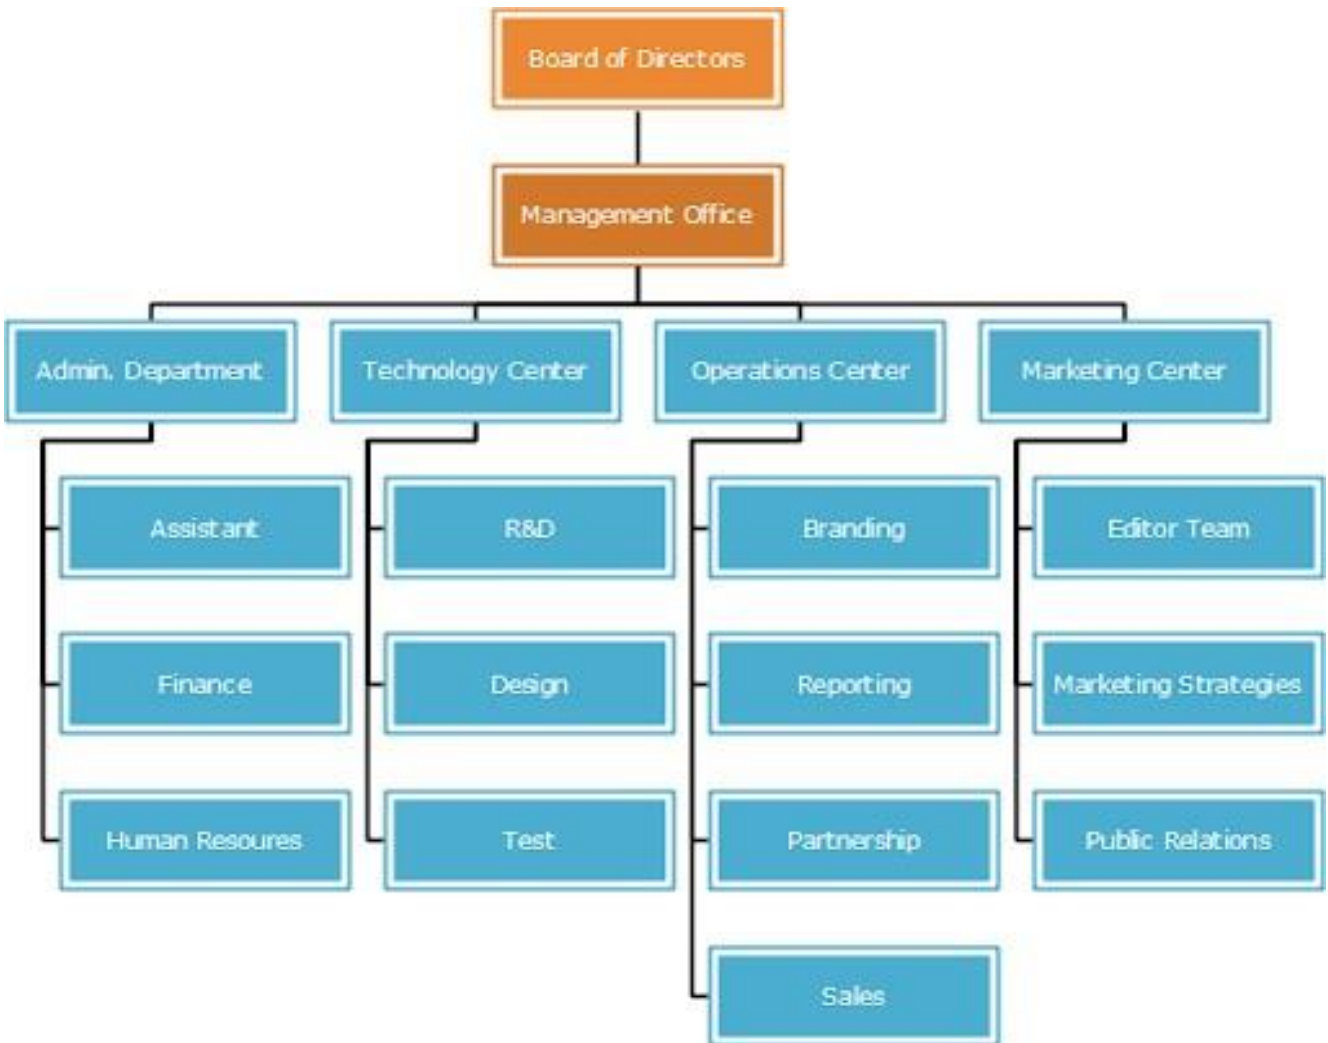 Board of Directors
Management Office
Admin. Department
Technology Center
Operations Center
Marketing Center
Assistant
R&D
Branding
Editor Team
Finance
Design
Reporting
Marketing Strategies
Human Resoures
Test
Partnership
Public Relations
Sales